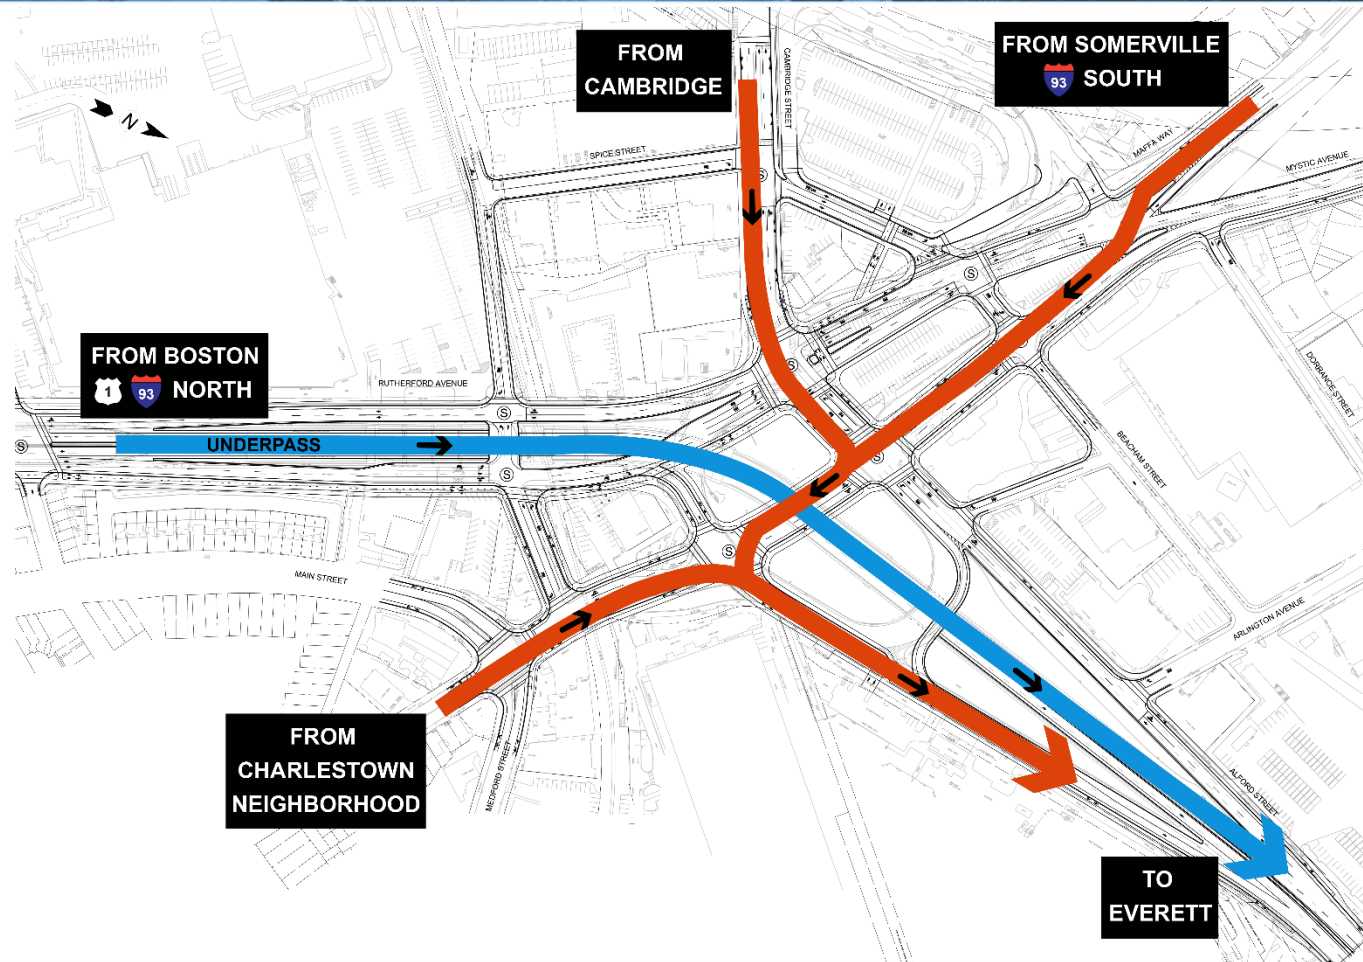 FROM
CAMBRIDGE
CAMBRIDGE STREET
FROM SOMERVILLE
93 SOUTH
N
SPICE STREET
S
MAFFA WAY
MYSTIC AVENUE
S
FROM BOSTON
1 93 NORTH
RUTHERFORD AVENUE
S
S
DORRANCE STREET
S
UNDERPASS
S
S
S
BEACHAM STREET
S
MAIN STREET
ARLINGTON AVENUE
FROM
CHARLESTOWN
NEIGHBORHOOD
MEDFORD STREET
ALFORD STREET
TO
EVERETT